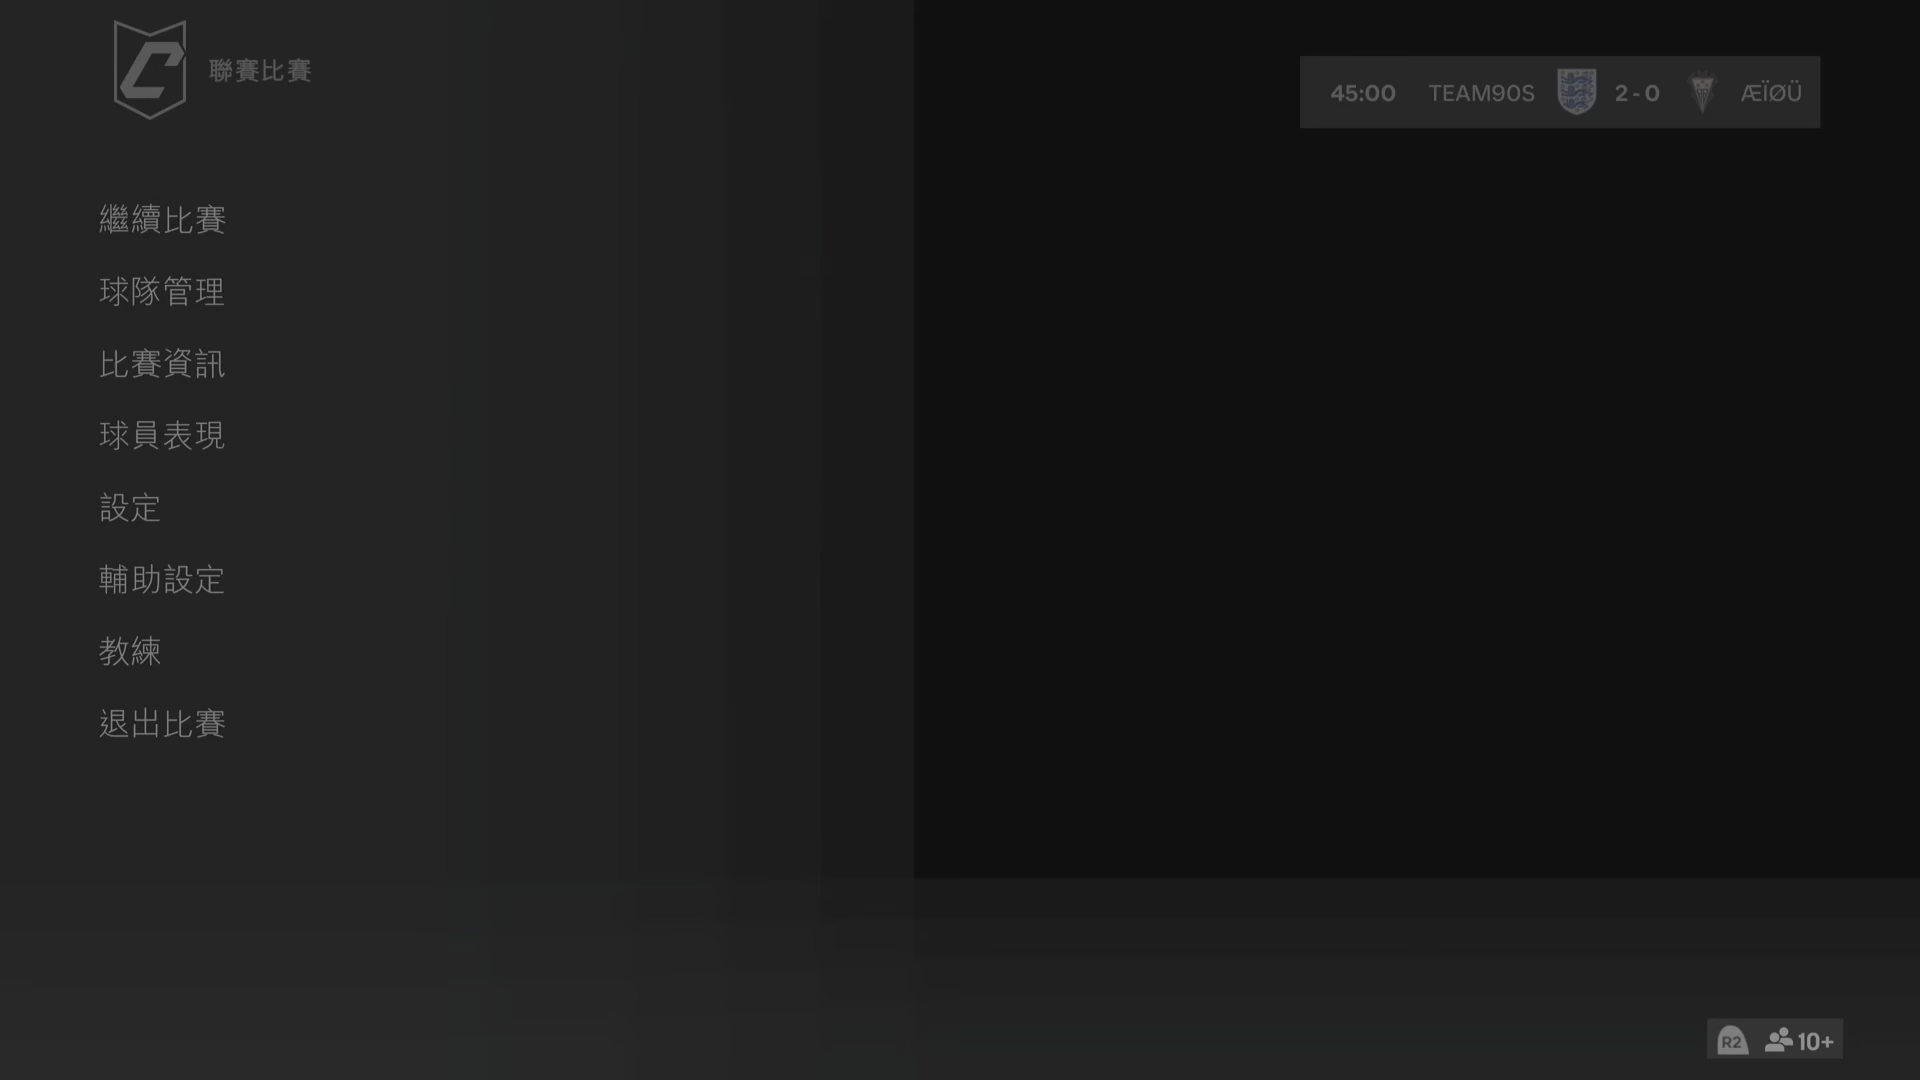 聯賽比賽
45:00 TEAM90S 2-0 ÆÏØÜ
繼續比賽
球隊管理
比賽資訊
球員表現
設定
輔助設定
教練
退出比賽
R2 10+